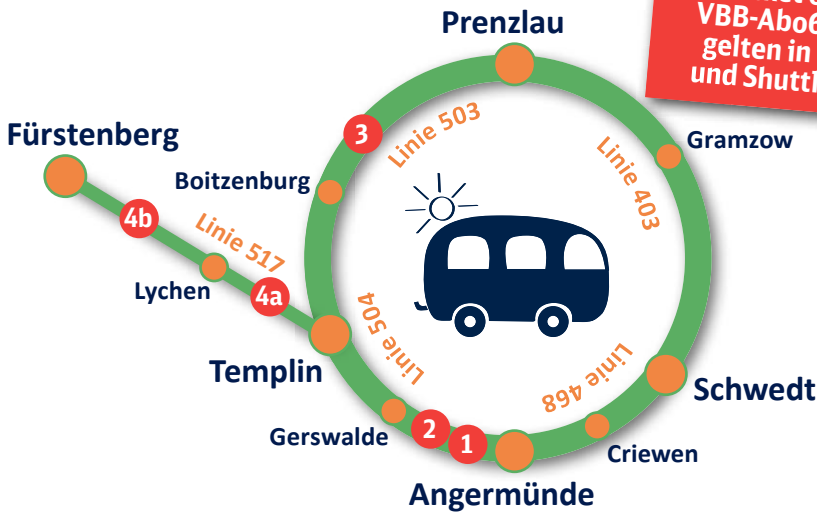 VBB-Abo
gelten in
und
Prenzlau
Fürstenberg
3
Linie 503
Linie 403
Gramzow
Boitzenburg
4b
Linie 517
Lychen
4a
Linie 504
Templin
Linie 468
Schwedt
Gerswalde
2
1
Criewen
Angermünde